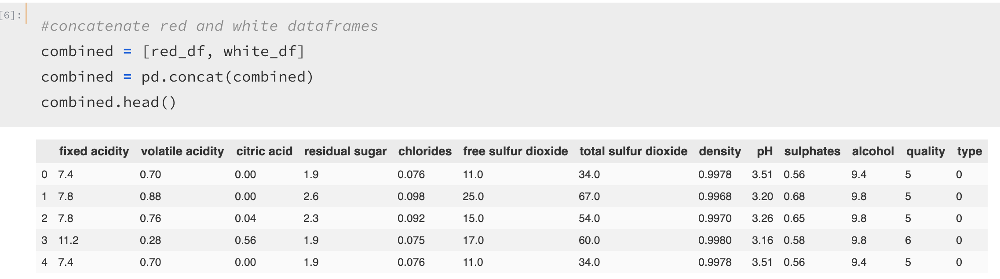 [6]:
#concatenate red and white dataframes
combined = [red_df, white_df]
combined = pd.concat(combined)
combined.head()
fixed acidity volatile acidity citric acid residual sugar chlorides free sulfur dioxide total sulfur dioxide density pH sulphates alcohol quality type
0 7.4 0.70 0.00 1.9 0.076 11.0 34.0 0.9978 3.51 0.56 9.4 5 0
1 7.8 0.88 0.00 2.6 0.098 25.0 67.0 0.9968 3.20 0.68 9.8 5 0
2 7.8 0.76 0.04 2.3 0.092 15.0 54.0 0.9970 3.26 0.65 9.8 5 0
3 11.2 0.28 0.56 1.9 0.075 17.0 60.0 0.9980 3.16 0.58 9.8 6 0
4 7.4 0.70 0.00 1.9 0.076 11.0 34.0 0.9978 3.51 0.56 9.4 5 0